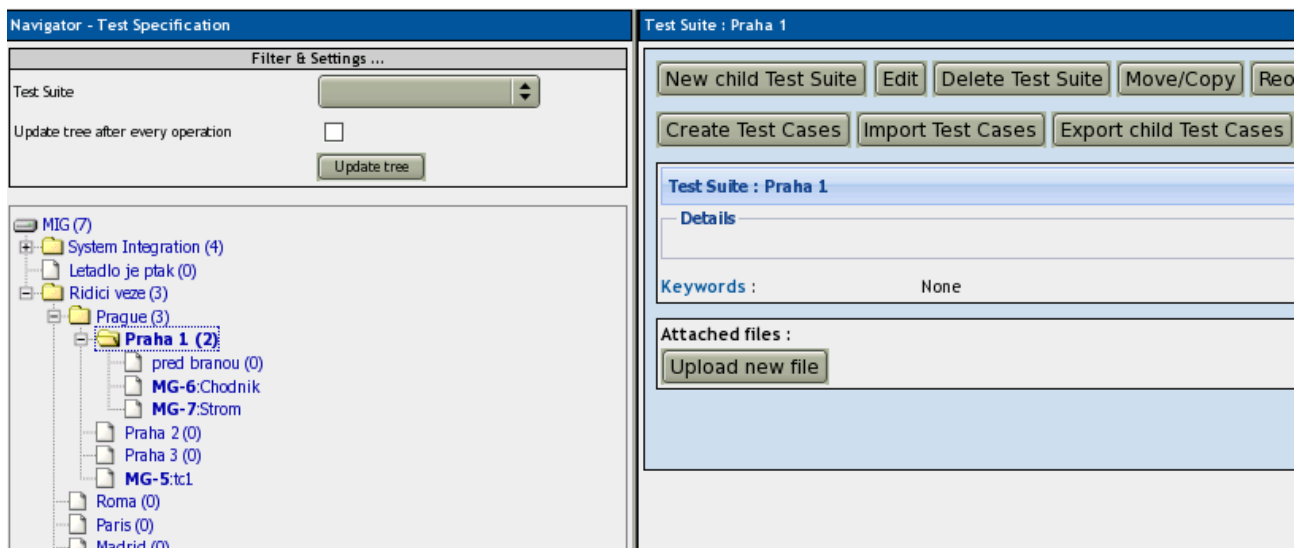 Navigator - Test Specification
Filter & Settings ...
Test Suite
Update tree after every operation
Update tree
MIG (7)
System Integration (4)
Letadlo je ptak (0)
Ridici veze (3)
Prague (3)
Praha 1 (2)
pred branou (0)
MG-6:Chodnik
MG-7:Strom
Praha 2 (0)
Praha 3 (0)
MG-5:tc1
Roma (0)
Paris (0)
Madrid (0)
Test Suite : Praha 1
New child Test Suite Edit Delete Test Suite Move/Copy Reo
Create Test Cases Import Test Cases Export child Test Cases
Test Suite : Praha 1
Details
Keywords : None
Attached files :
Upload new file